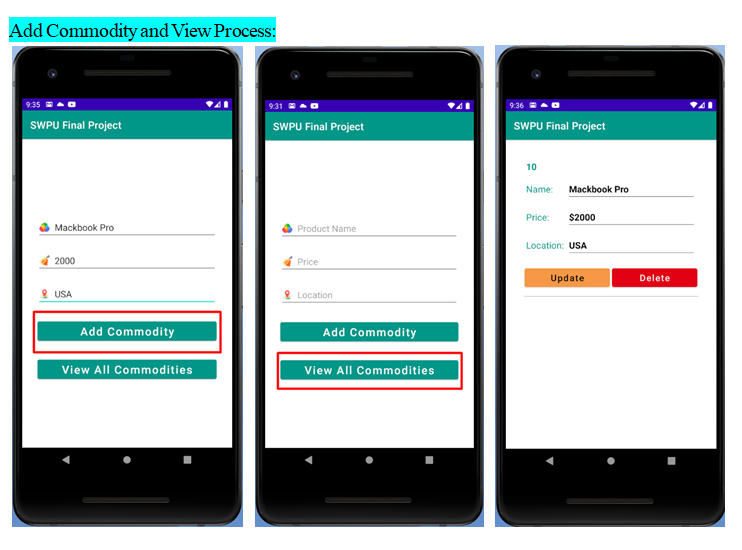 Add Commodity and View Process:
9:35
SWPU Final Project
Mackbook Pro
2000
USA
Add Commodity
View All Commodities
9:31
SWPU Final Project
Product Name
Price
Location
Add Commodity
View All Commodities
9:36
SWPU Final Project
10
Name: Mackbook Pro
Price: $2000
Location: USA
Update Delete